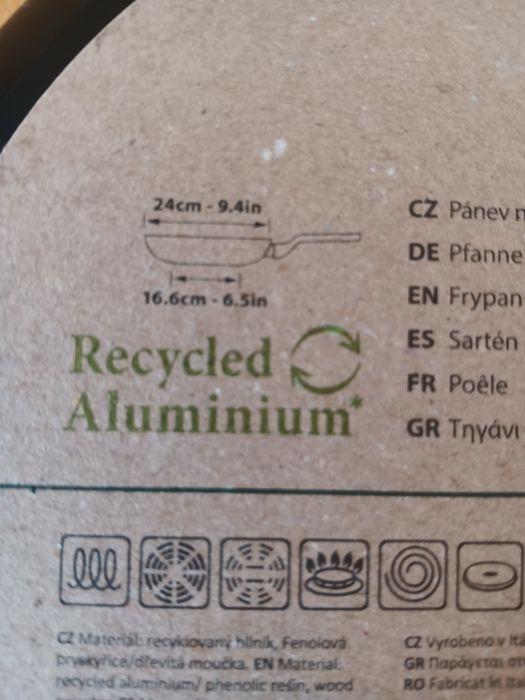 24cm - 9.4in
16.6cm - 6.5in
Recycled
Aluminium*
CZ Pánev
DE Pfanne
EN Frypan
ES Sartén
FR Poêle
GR Τηγάνι
CZ Materiál: recyklovaný hliník, Fenolová
pryskyřice/dřevitá moučka. EN Material:
recycled aluminium/ phenolic resin, wood
CZ Vyrobeno v Itá
GR Παράγεται στη
RO Fabricat în Ita